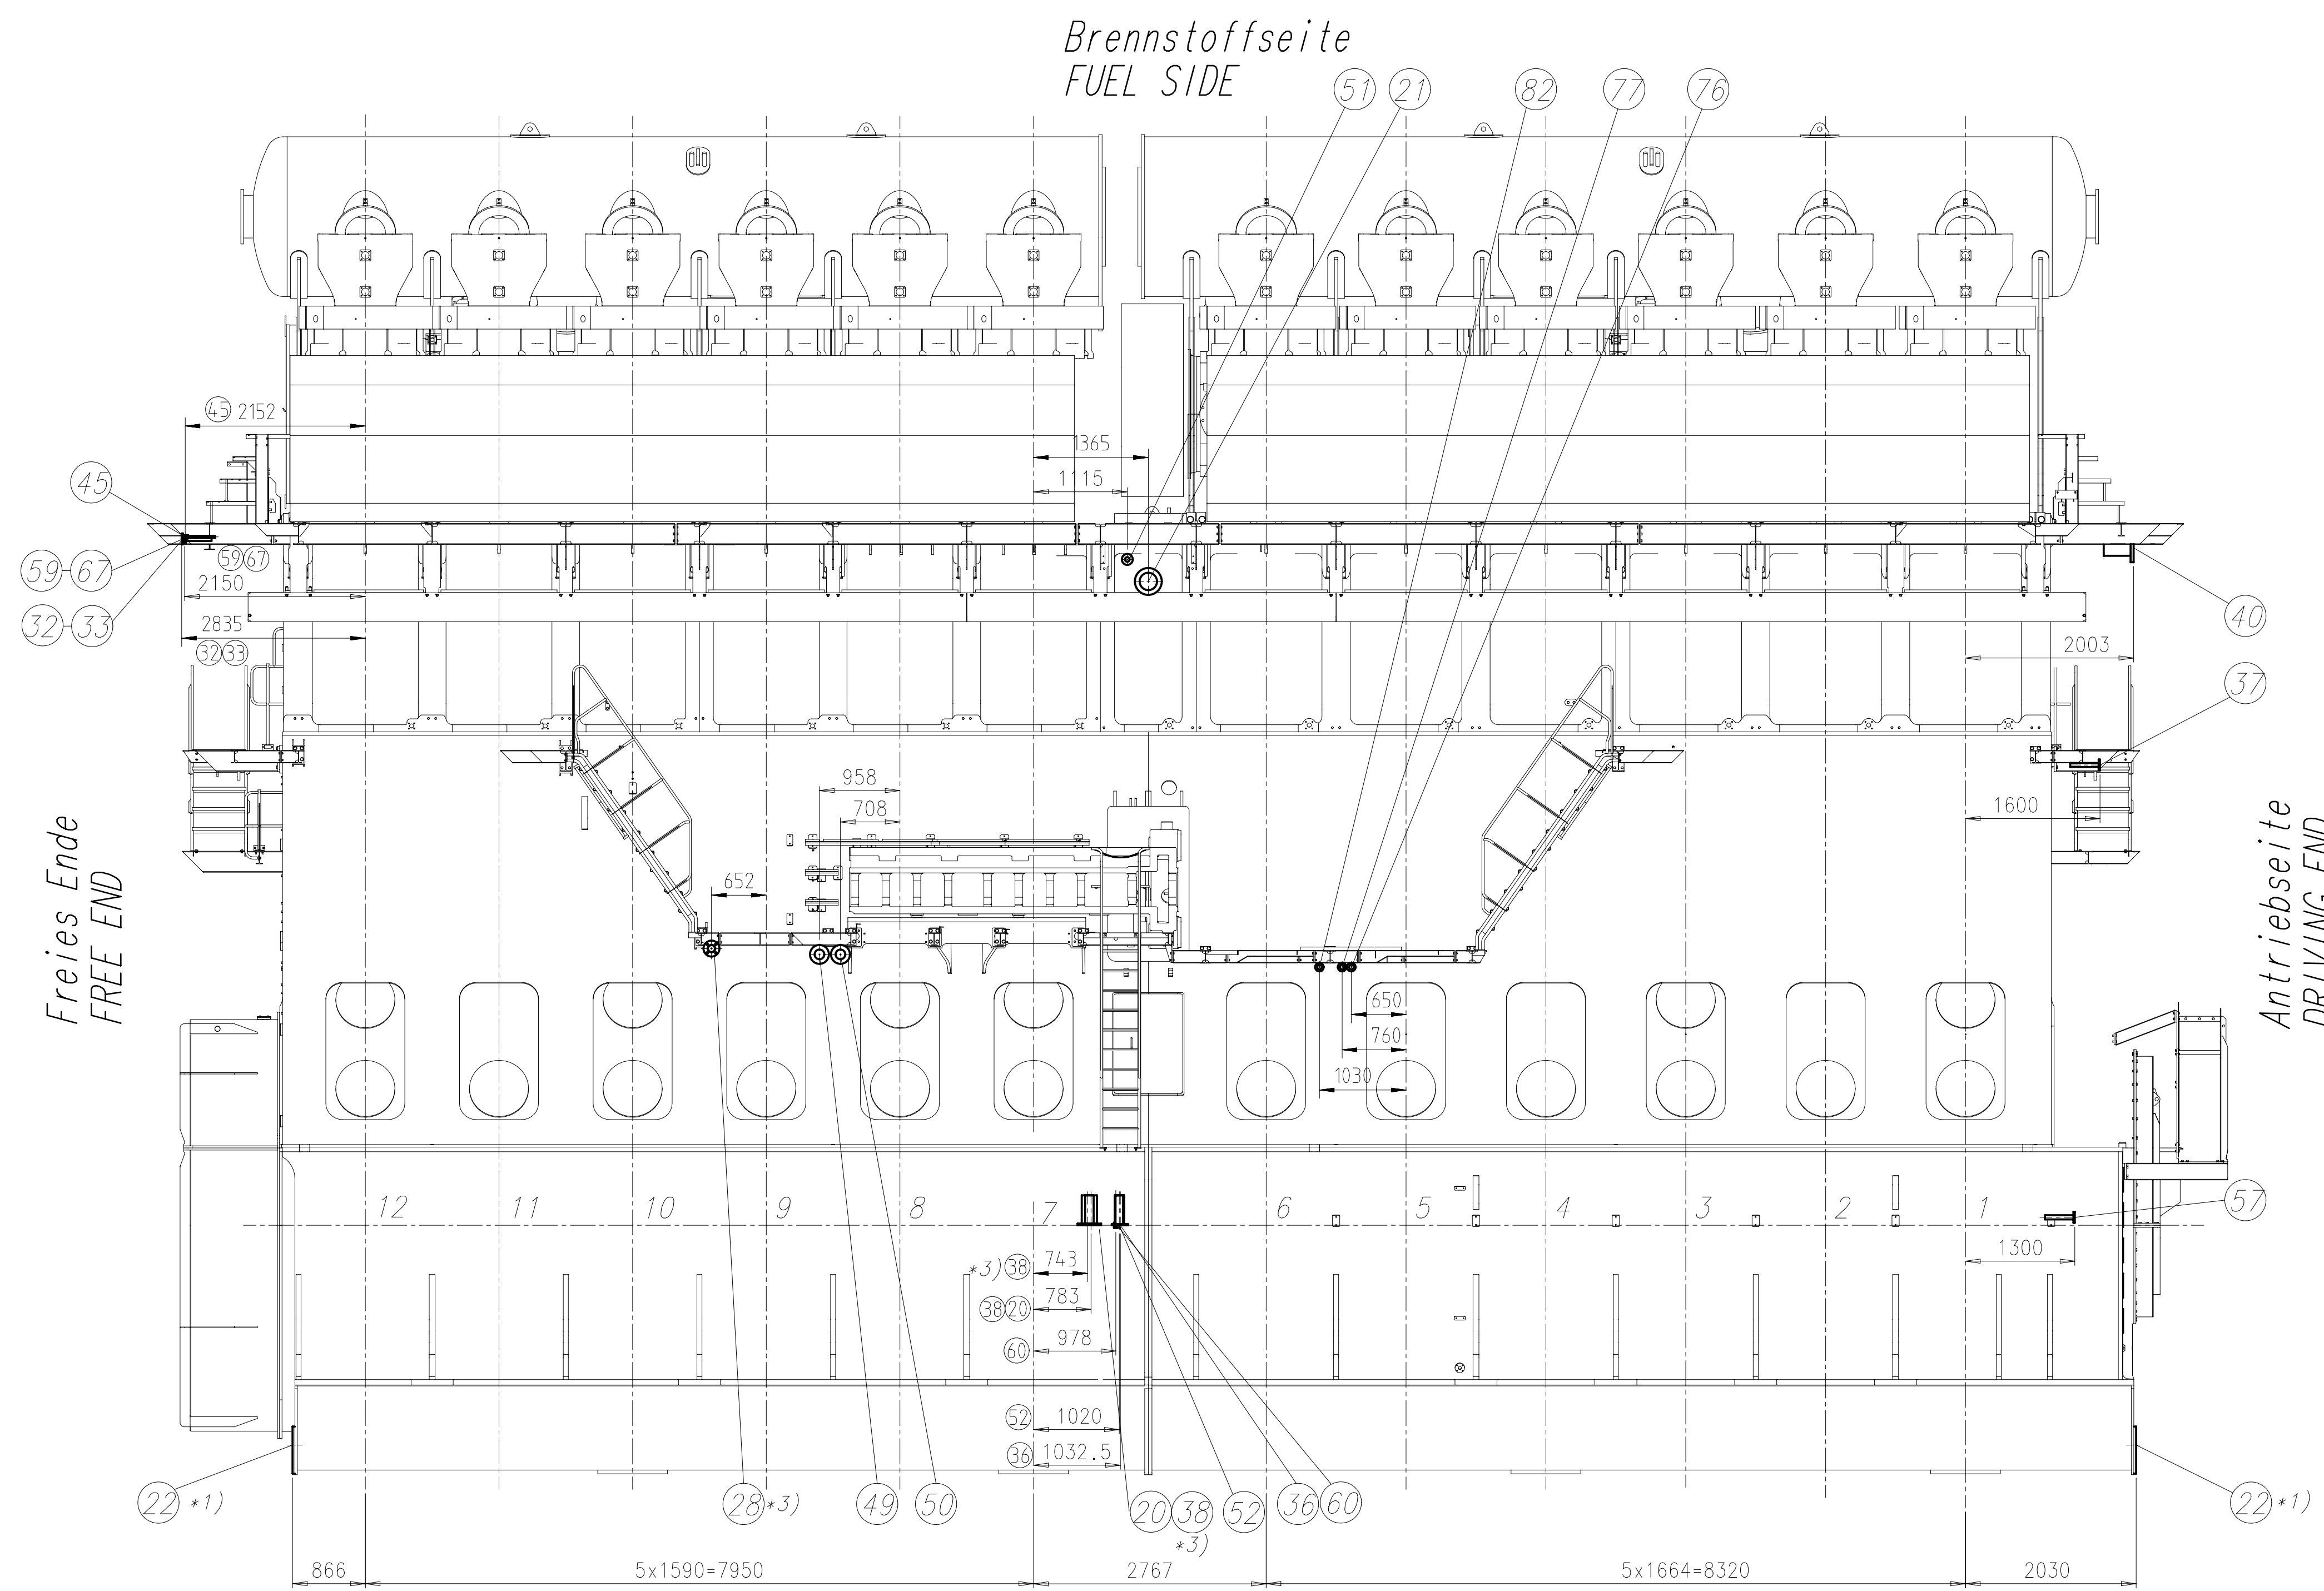 Brennstoffseite
FUEL SIDE
51 21 82 77 76
45 2152
1365
1115
45
59 67
59 67
2150
32 33
2835
32 33
40
2003
37
958
708
1600
652
Freies Ende
FREE END
Antriebseite
DRIVING END
650
760
1030
12 11 10 9 8 7 6 5 4 3 2 1
57
1300
*3) 38 743
38 20 783
60 978
52 1020
36 1032.5
22 *1)
28 *3)
49 50
20 38 52 36 60
*3)
22 *1)
866 5x1590=7950 2767 5x1664=8320 2030